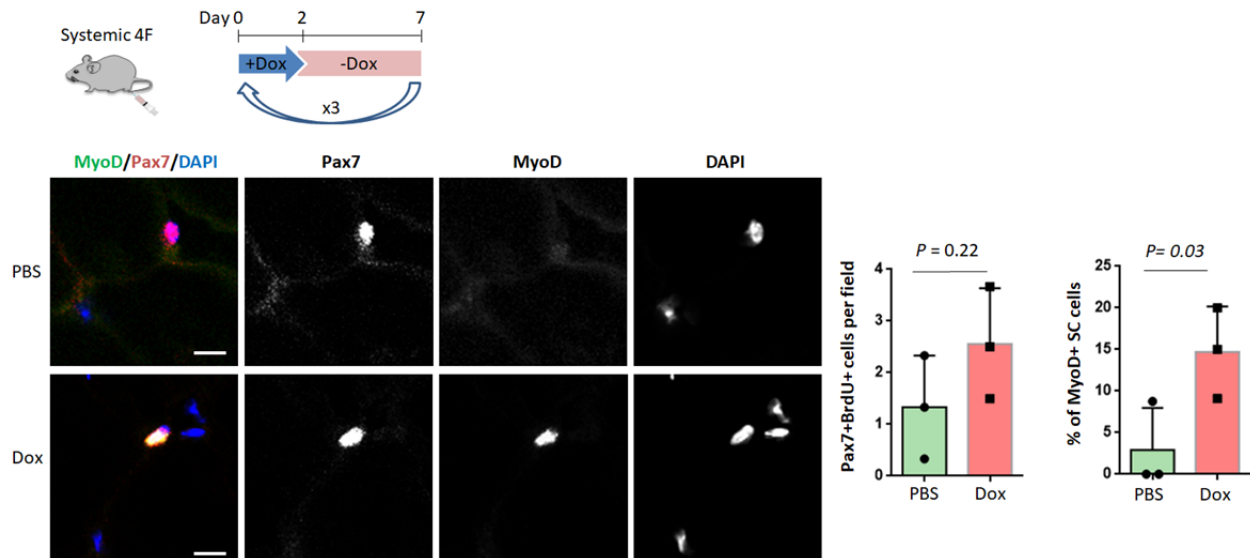 Systemic 4F
Day 0 2 7
+Dox -Dox
x3
MyoD/Pax7/DAPI Pax7 MyoD DAPI
PBS
Dox
Pax7+BrdU+ cells per field
P = 0.22
4
3
2
1
0
PBS Dox
% of MyoD+ SC cells
P= 0.03
25
20
15
10
5
0
PBS Dox